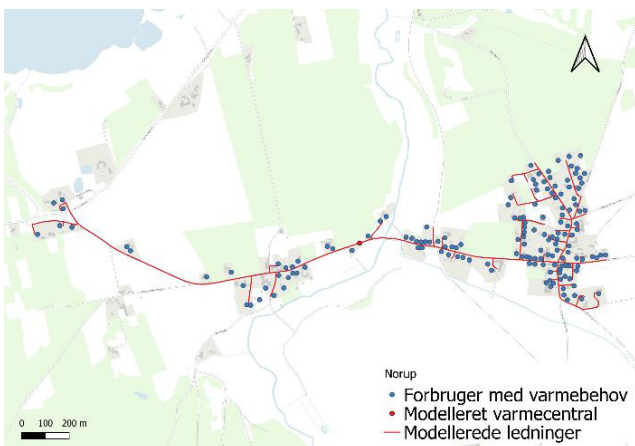 Norup
Forbruger med varmebehov
Modelleret varmecentral
Modellerede ledninger
0 100 200 m